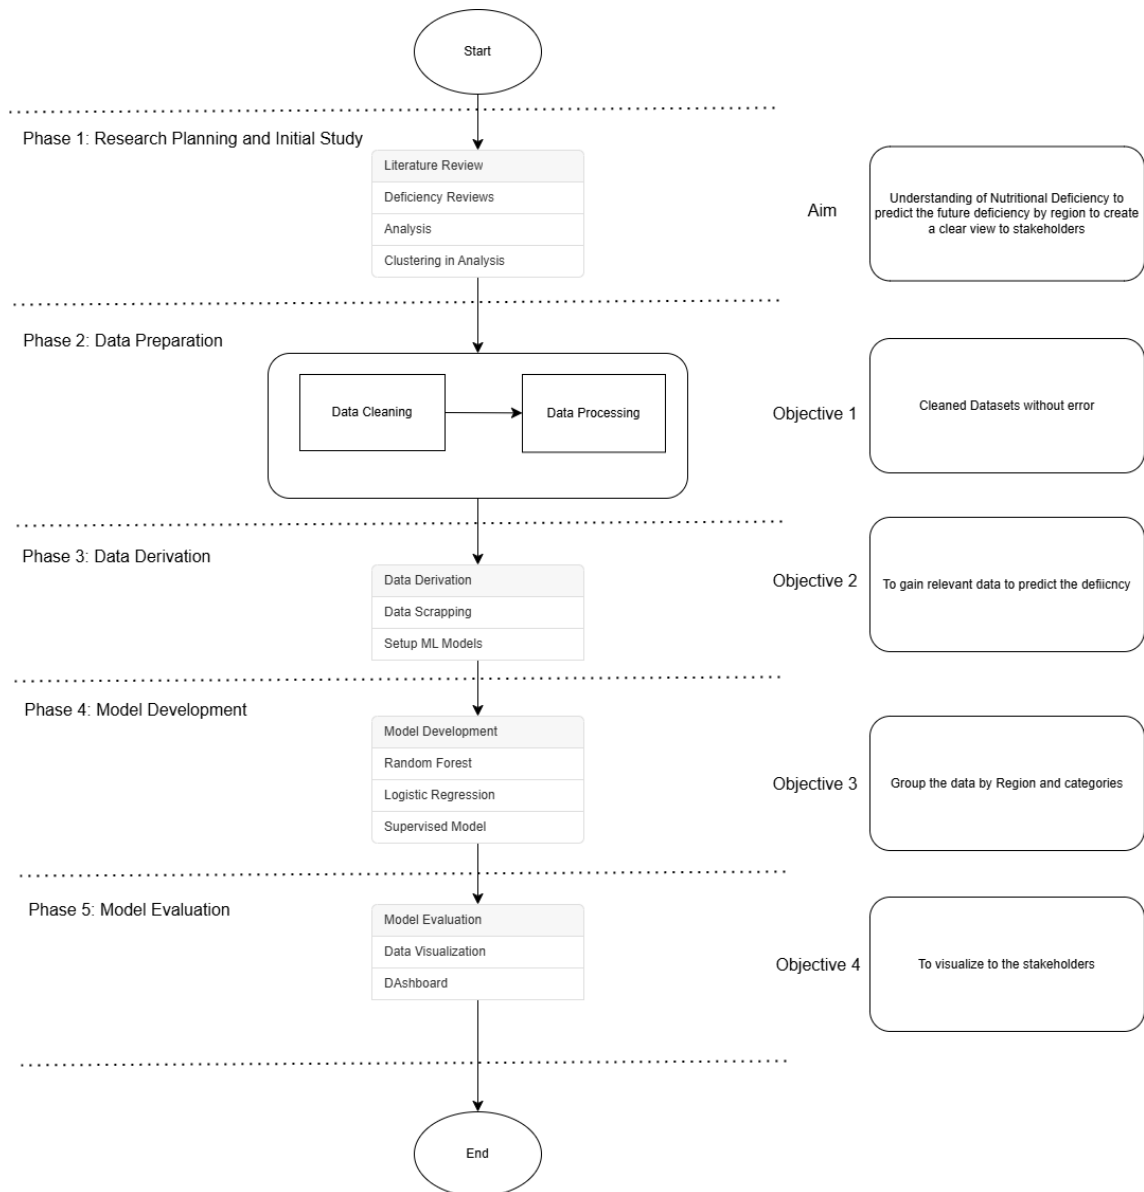 Start
Phase 1: Research Planning and Initial Study
Literature Review
Deficiency Reviews
Analysis
Clustering in Analysis
Aim
Understanding of Nutritional Deficiency to
predict the future deficiency by region to create
a clear view to stakeholders
Phase 2: Data Preparation
Data Cleaning
Data Processing
Objective 1
Cleaned Datasets without error
Phase 3: Data Derivation
Data Derivation
Data Scrapping
Setup ML Models
Objective 2
To gain relevant data to predict the defiicncy
Phase 4: Model Development
Model Development
Random Forest
Logistic Regression
Supervised Model
Objective 3
Group the data by Region and categories
Phase 5: Model Evaluation
Model Evaluation
Data Visualization
DAshboard
Objective 4
To visualize to the stakeholders
End